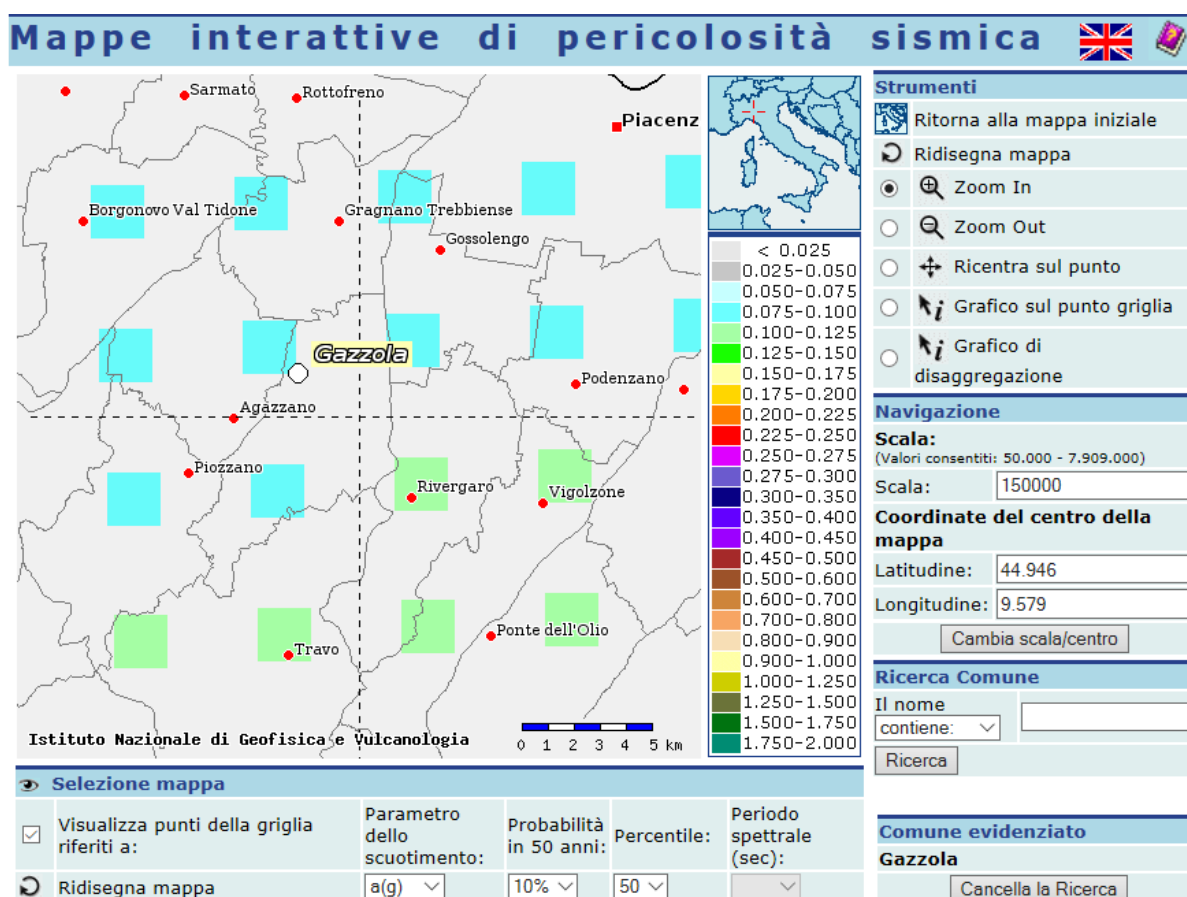 Mappe interattive di pericolosità sismica
Sarmato
Rottofreno
Piacenz
Borgonovo Val Tidone
Gragnano Trebbiense
Gossolengo
Gazzola
Podenzano
Agazzano
Piozzano
Rivergaro
Vigolzone
Ponte dell'Olio
Travo
Istituto Nazionale di Geofisica e Vulcanologia
0 1 2 3 4 5 km
< 0.025
0.025-0.050
0.050-0.075
0.075-0.100
0.100-0.125
0.125-0.150
0.150-0.175
0.175-0.200
0.200-0.225
0.225-0.250
0.250-0.275
0.275-0.300
0.300-0.350
0.350-0.400
0.400-0.450
0.450-0.500
0.500-0.600
0.600-0.700
0.700-0.800
0.800-0.900
0.900-1.000
1.000-1.250
1.250-1.500
1.500-1.750
1.750-2.000
Strumenti
Ritorna alla mappa iniziale
Ridisegna mappa
Zoom In
Zoom Out
Ricentra sul punto
i Grafico sul punto griglia
i Grafico di
disaggregazione
Navigazione
Scala:
(Valori consentiti: 50.000 - 7.909.000)
Scala: 150000
Coordinate del centro della
mappa
Latitudine: 44.946
Longitudine: 9.579
Cambia scala/centro
Ricerca Comune
Il nome
contiene:
Ricerca
Comune evidenziato
Gazzola
Cancella la Ricerca
Selezione mappa
Visualizza punti della griglia
riferiti a:
Parametro
dello
scuotimento:
Probabilità
in 50 anni:
Percentile:
Periodo
spettrale
(sec):
Ridisegna mappa
a(g)
10%
50